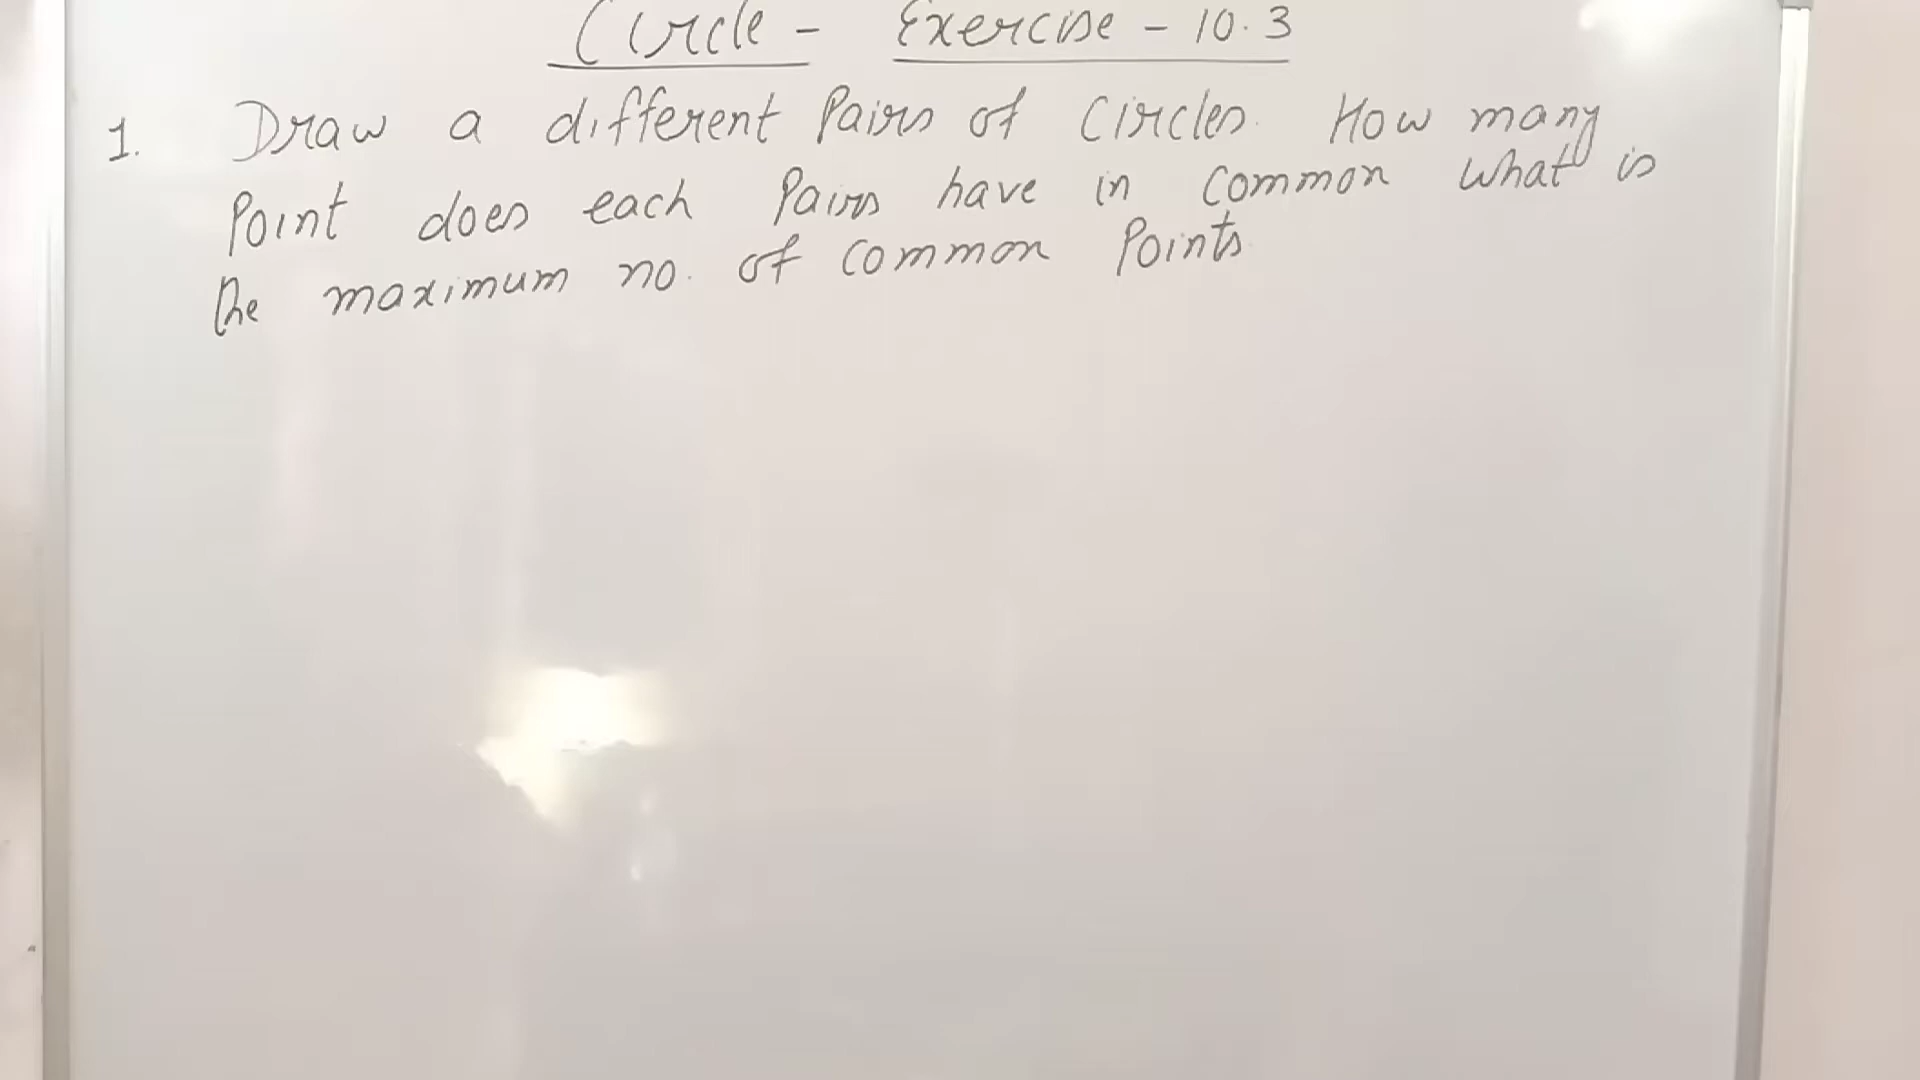 Circle - Exercise - 10.3
1. Draw a different Pairs of Circles. How many
Point does each Pairs have in common what is
the maximum no. of common Points